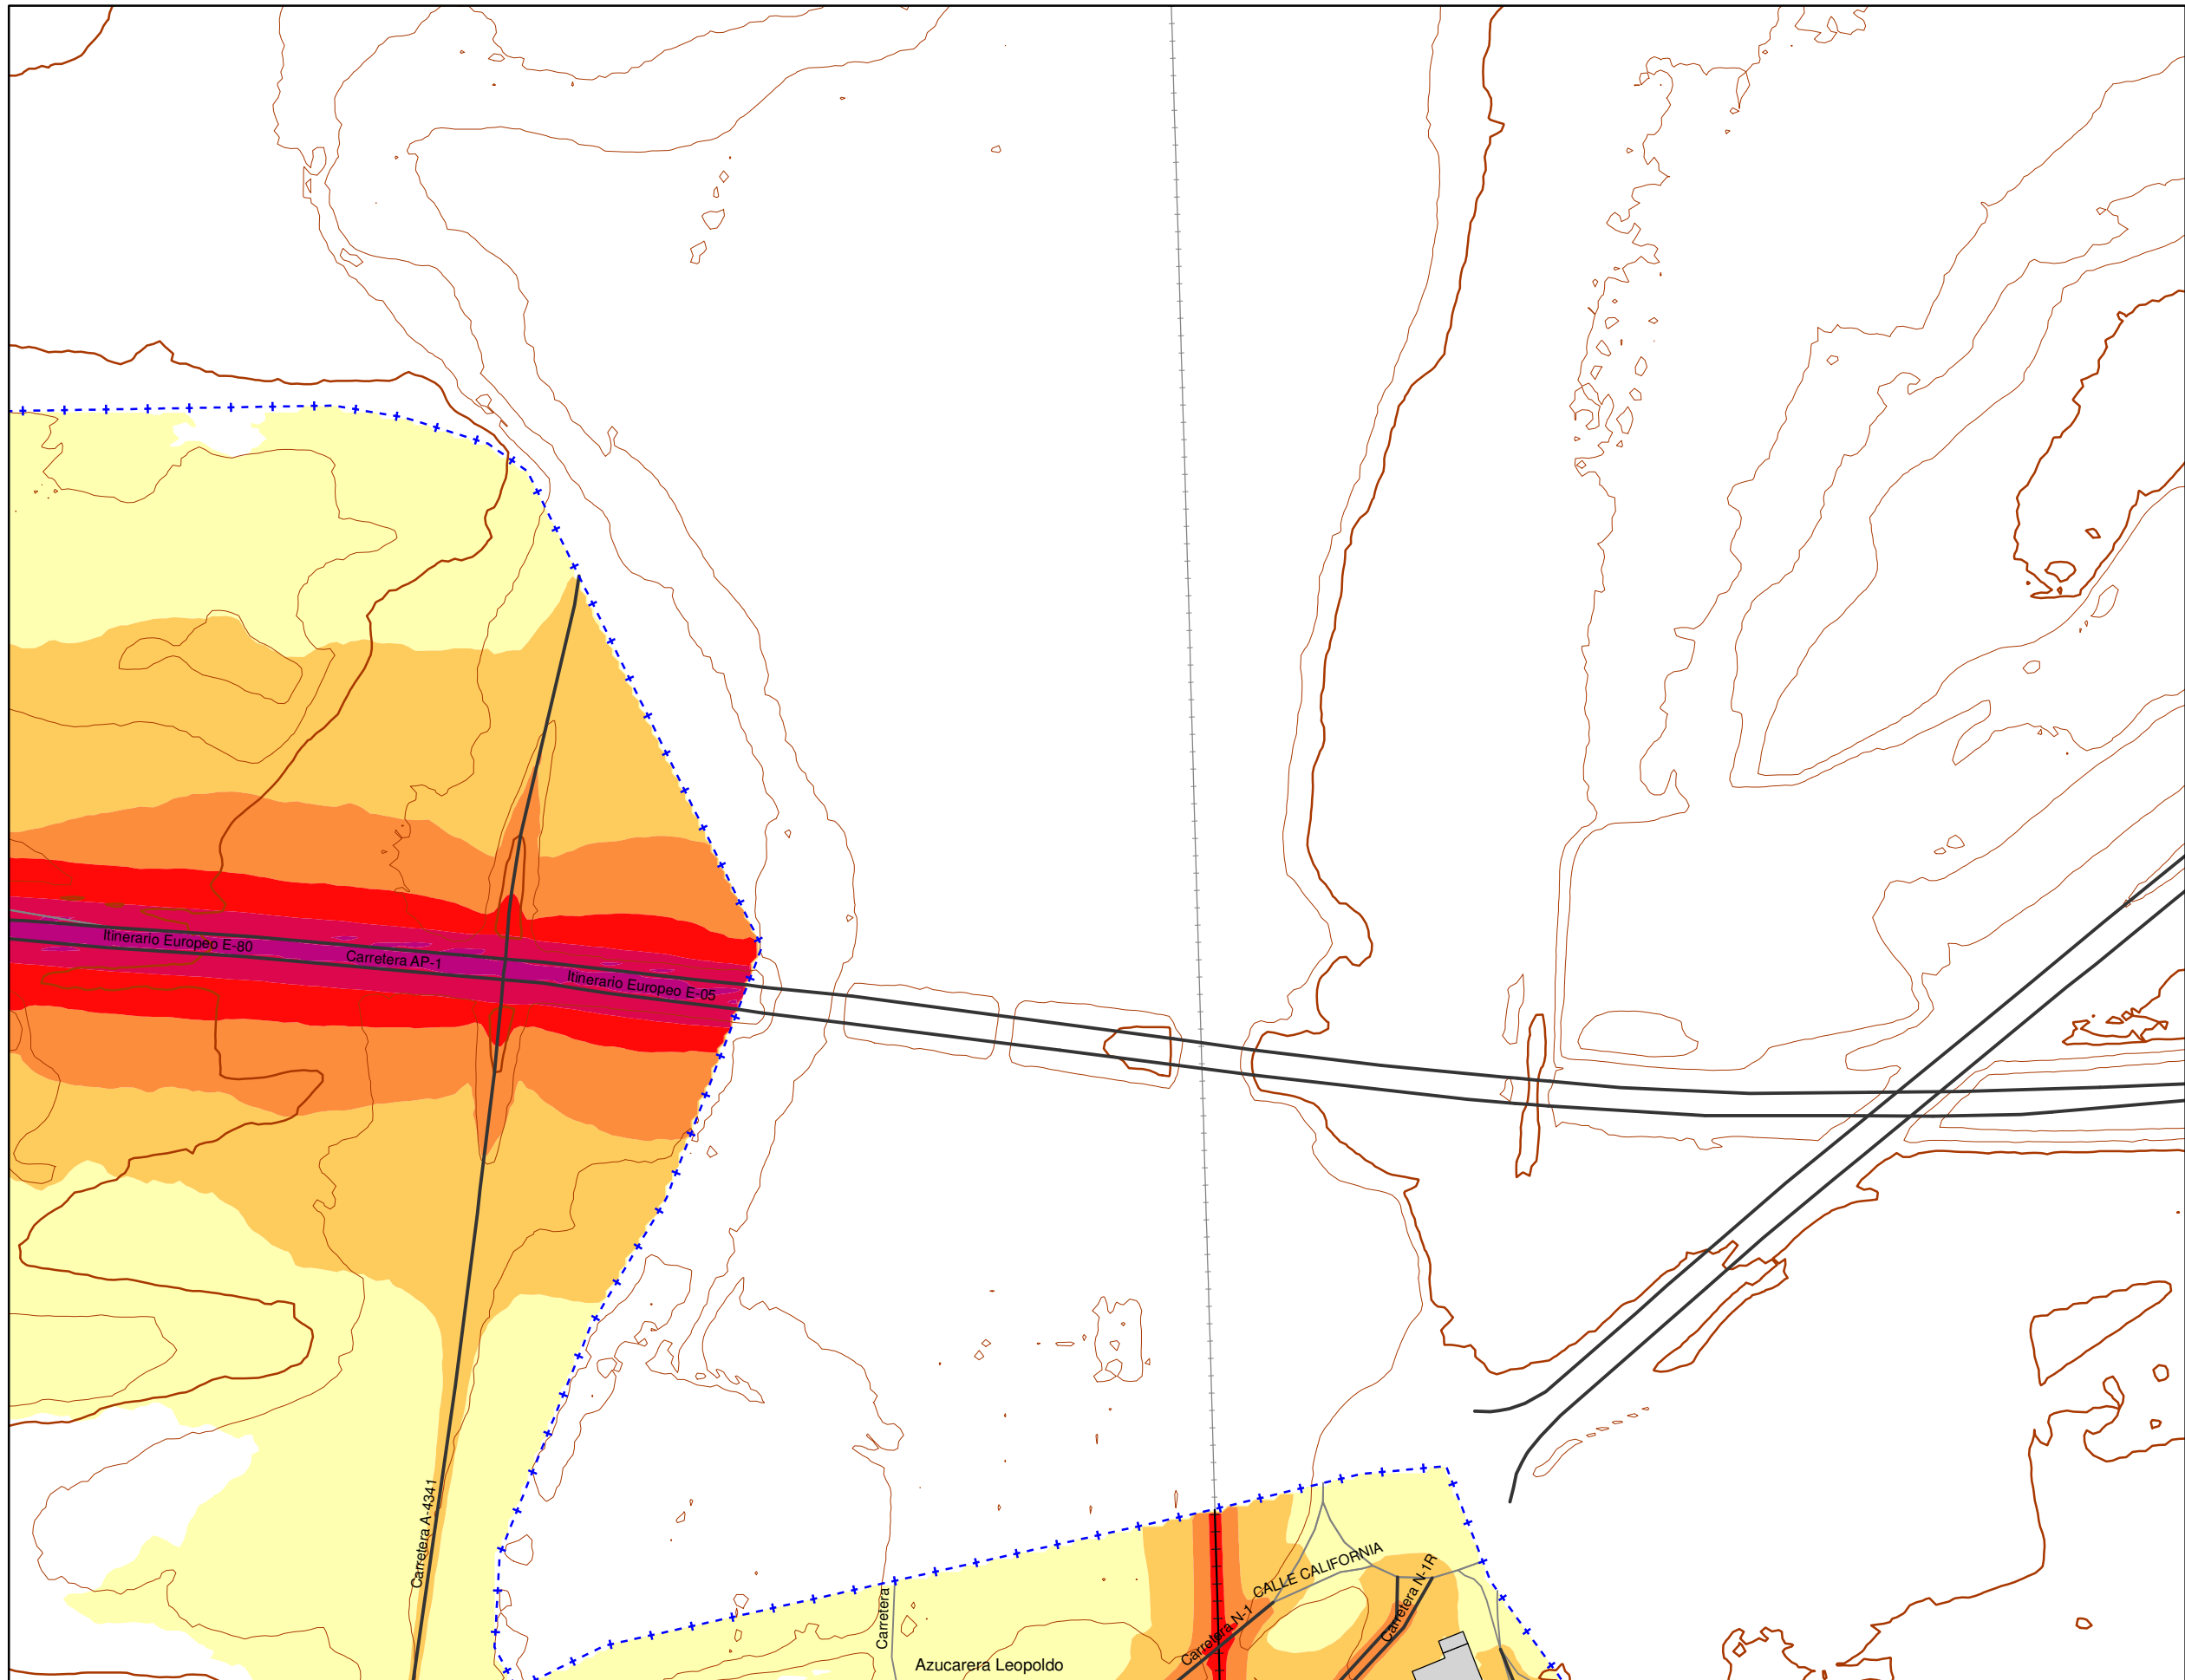 Itinerario Europeo E-80
Carretera AP-1
Itinerario Europeo E-05
Carretera A-4341
CALLE CALIFORNIA
Carretera N-1R
Carretera N-1
Carretera
Azucarera Leopoldo